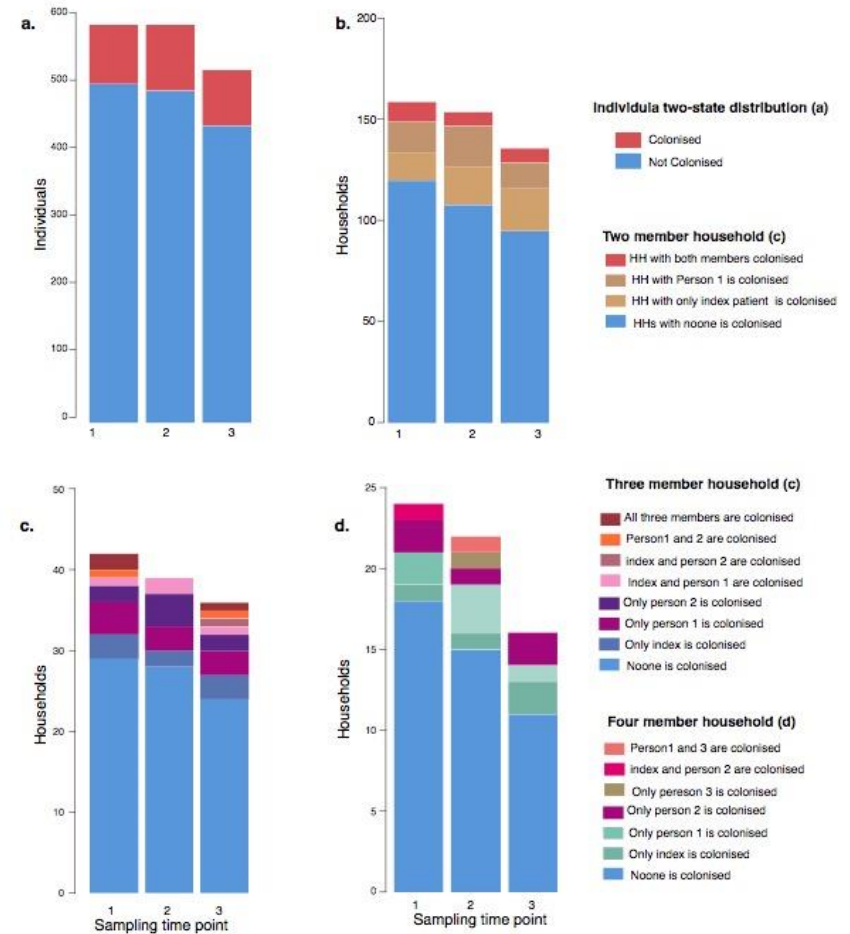 a.
600
500
400
300
200
100
0
Individuals
1 2 3
b.
200
150
100
50
0
Households
1 2 3
Individula two-state distribution (a)
Colonised
Not Colonised
Two member household (c)
HH with both members colonised
HH with Person 1 is colonised
HH with only index patient is colonised
HHs with noone is colonised
c.
50
40
30
20
10
0
Households
1 2 3
Sampling time point
d.
25
20
15
10
5
0
Households
1 2 3
Sampling time point
Three member household (c)
All three members are colonised
Person1 and 2 are colonised
index and person 2 are colonised
Index and person 1 are colonised
Only person 2 is colonised
Only person 1 is colonised
Only index is colonised
Noone is colonised
Four member household (d)
Person1 and 3 are colonised
index and person 2 are colonised
Only pereson 3 is colonised
Only person 2 is colonised
Only person 1 is colonised
Only index is colonised
Noone is colonised